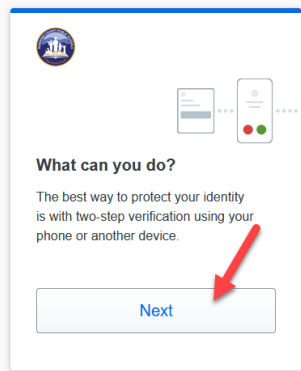 What can you do?
The best way to protect your identity
is with two-step verification using your
phone or another device.
Next